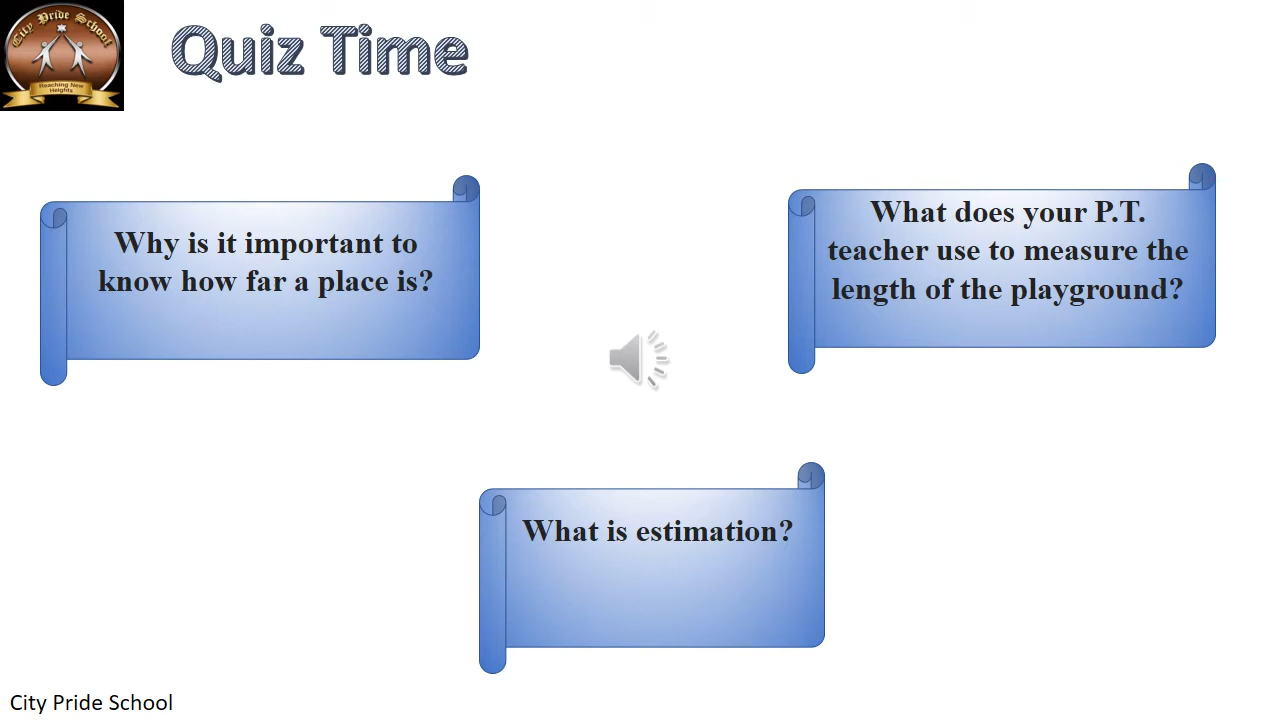 City Pride School
Reaching New
Heights
Quiz Time
Why is it important to
know how far a place is?
What does your P.T.
teacher use to measure the
length of the playground?
What is estimation?
City Pride School